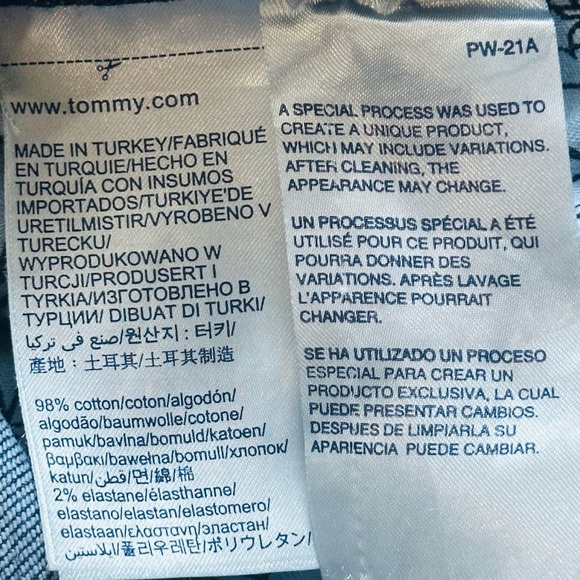 www.tommy.com
MADE IN TURKEY/FABRIQUÉ
EN TURQUIE/HECHO EN
TURQUÍA CON INSUMOS
IMPORTADOS/TURKIYE'DE
URETILMISTIR/VYROBENO V
TURECKU/
WYPRODUKOWANO W
TURCJI/PRODUSERT I
TYRKIA/ИЗГОТОВЛЕНО В
ТУРЦИИ/ DIBUAT DI TURKI/
صنع في تركيا/원산지 : 터키/
產地：土耳其/土耳其制造
98% cotton/coton/algodón/
algodão/baumwolle/cotone/
pamuk/bavlna/bomuld/katoen/
βαμβακι/bawełna/bomull/хлопок/
katun/قطن/면/綿/棉
2% elastane/élasthanne/
elastano/elastan/elastomero/
elastaan/ελαστανη/эластан/
ايلاستين/폴리우레탄/ポリウレタン/
PW-21A
A SPECIAL PROCESS WAS USED TO
CREATE A UNIQUE PRODUCT,
WHICH MAY INCLUDE VARIATIONS.
AFTER CLEANING, THE
APPEARANCE MAY CHANGE.
UN PROCESSUS SPÉCIAL A ÉTÉ
UTILISÉ POUR CE PRODUIT, QUI
POURRA DONNER DES
VARIATIONS. APRÈS LAVAGE
L'APPARENCE POURRAIT
CHANGER.
SE HA UTILIZADO UN PROCESO
ESPECIAL PARA CREAR UN
PRODUCTO EXCLUSIVA, LA CUAL
PUEDE PRESENTAR CAMBIOS.
DESPUES DE LIMPIARLA SU
APARIENCIA PUEDE CAMBIAR.